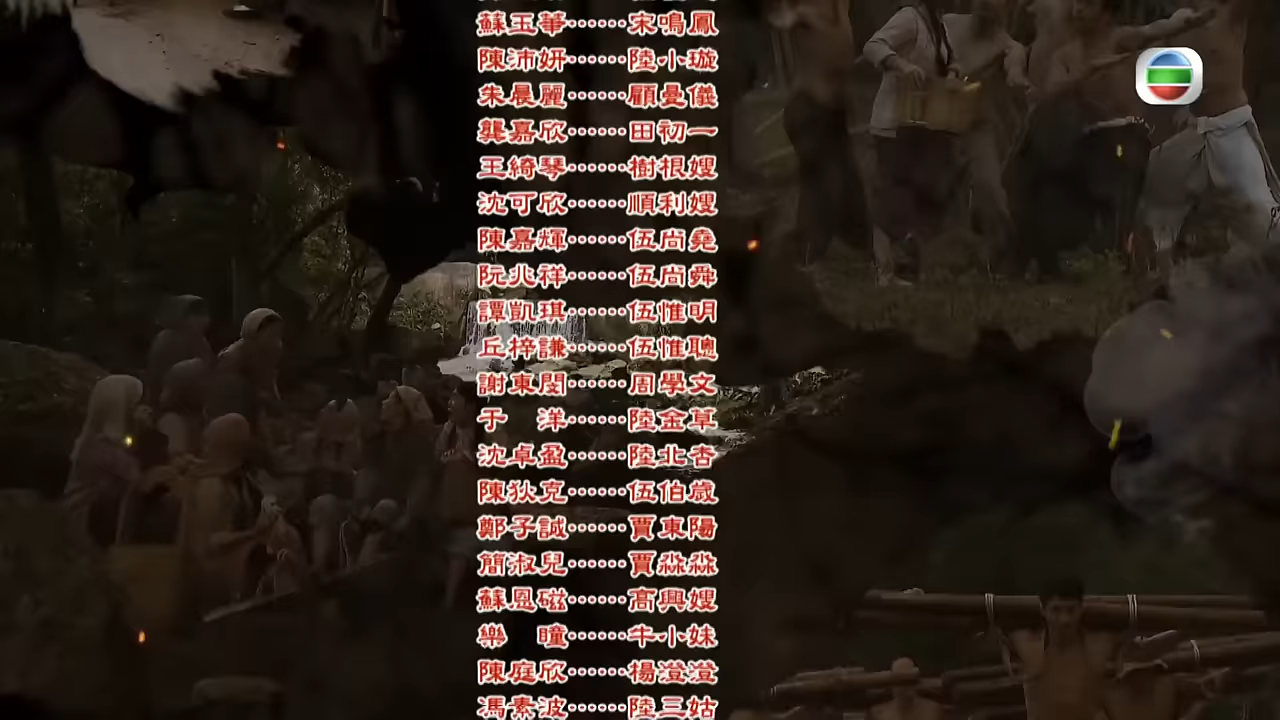 蘇玉華⋯⋯宋鳴鳳
陳沛妍⋯⋯陸小璇
朱晨麗⋯⋯顧曼儀
龔嘉欣⋯⋯田初一
王綺琴⋯⋯樹根嫂
沈可欣⋯⋯順利嫂
陳嘉輝⋯⋯伍尚堯
阮兆祥⋯⋯伍尚舜
譚凱琪⋯⋯伍惟明
丘梓謙⋯⋯伍惟聰
謝東閔⋯⋯周學文
于　洋⋯⋯陸金草
沈卓盈⋯⋯陸北杏
陳狄克⋯⋯伍伯葳
鄭子誠⋯⋯賈東陽
簡淑兒⋯⋯賈淼淼
蘇恩磁⋯⋯高興嫂
樂　瞳⋯⋯牛小妹
陳庭欣⋯⋯楊澄澄
馮素波⋯⋯陸三姑